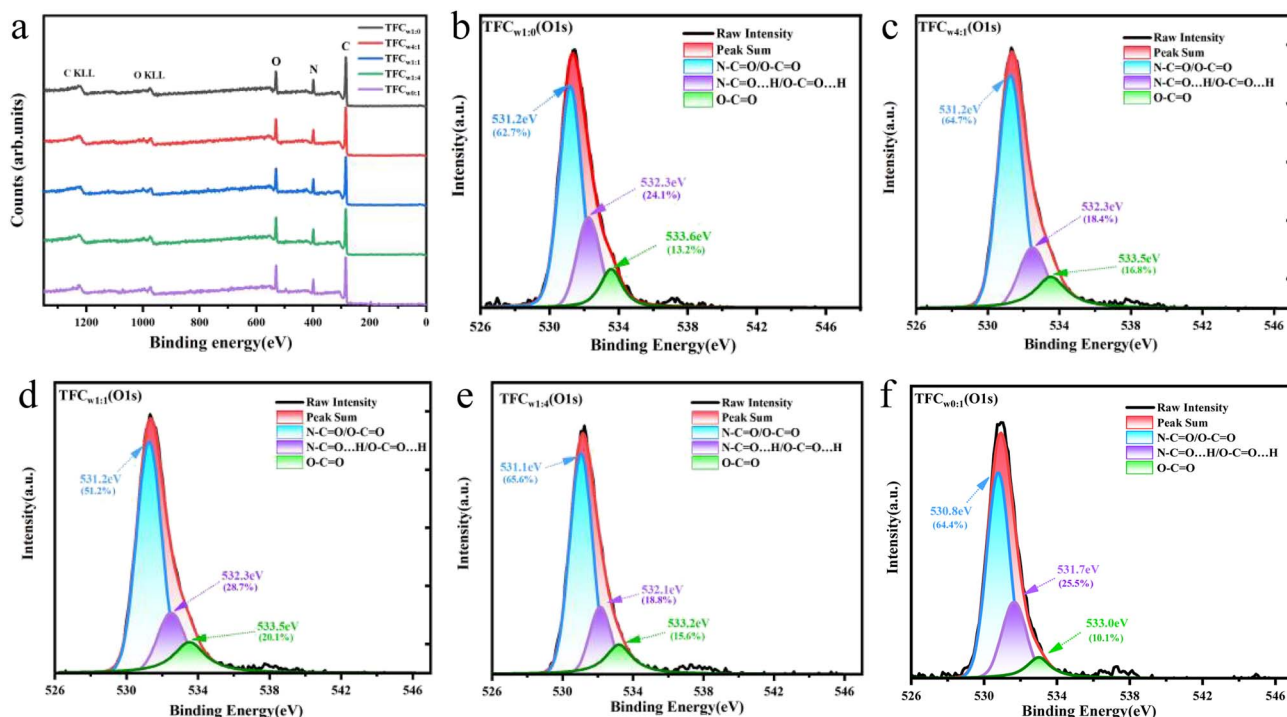 a
TFCw1:0
TFCw4:1
TFCw1:1
TFCw1:4
TFCw0:1
C KLL
O KLL
O
N
C
Counts (arb.units)
1200 1000 800 600 400 200 0
Binding energy(eV)
b
TFCw1:0(O1s)
Raw Intensity
Peak Sum
N-C=O/O-C=O
N-C=O...H/O-C=O...H
O-C=O
531.2eV
(62.7%)
532.3eV
(24.1%)
533.6eV
(13.2%)
Intensity(a.u.)
526 530 534 538 542 546
Binding Energy(eV)
c
TFCw4:1(O1s)
Raw Intensity
Peak Sum
N-C=O/O-C=O
N-C=O...H/O-C=O...H
O-C=O
531.2eV
(64.7%)
532.3eV
(18.4%)
533.5eV
(16.8%)
Intensity(a.u.)
526 530 534 538 542 546
Binding Energy(eV)
d
TFCw1:1(O1s)
Raw Intensity
Peak Sum
N-C=O/O-C=O
N-C=O...H/O-C=O...H
O-C=O
531.2eV
(51.2%)
532.3eV
(28.7%)
533.5eV
(20.1%)
Intensity(a.u.)
526 530 534 538 542 546
Binding Energy(eV)
e
TFCw1:4(O1s)
Raw Intensity
Peak Sum
N-C=O/O-C=O
N-C=O...H/O-C=O...H
O-C=O
531.1eV
(65.6%)
532.1eV
(18.8%)
533.2eV
(15.6%)
Intensity(a.u.)
526 530 534 538 542 546
Binding Energy(eV)
f
TFCw0:1(O1s)
Raw Intensity
Peak Sum
N-C=O/O-C=O
N-C=O...H/O-C=O...H
O-C=O
530.8eV
(64.4%)
531.7eV
(25.5%)
533.0eV
(10.1%)
Intensity(a.u.)
526 530 534 538 542 546
Binding Energy(eV)